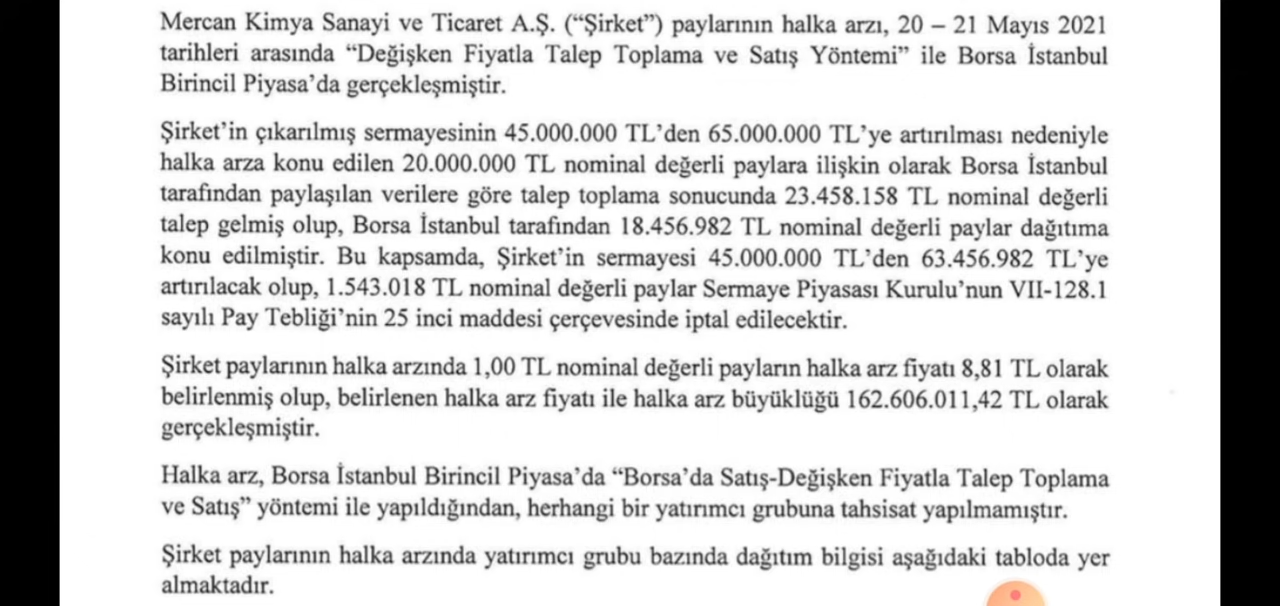 Mercan Kimya Sanayi ve Ticaret A.Ş. (“Şirket”) paylarının halka arzı, 20 – 21 Mayıs 2021
tarihleri arasında “Değişken Fiyatla Talep Toplama ve Satış Yöntemi” ile Borsa İstanbul
Birincil Piyasa’da gerçekleşmiştir.
Şirket’in çıkarılmış sermayesinin 45.000.000 TL’den 65.000.000 TL’ye artırılması nedeniyle
halka arza konu edilen 20.000.000 TL nominal değerli paylara ilişkin olarak Borsa İstanbul
tarafından paylaşılan verilere göre talep toplama sonucunda 23.458.158 TL nominal değerli
talep gelmiş olup, Borsa İstanbul tarafından 18.456.982 TL nominal değerli paylar dağıtıma
konu edilmiştir. Bu kapsamda, Şirket’in sermayesi 45.000.000 TL’den 63.456.982 TL’ye
artırılacak olup, 1.543.018 TL nominal değerli paylar Sermaye Piyasası Kurulu’nun VII-128.1
sayılı Pay Tebliği’nin 25 inci maddesi çerçevesinde iptal edilecektir.
Şirket paylarının halka arzında 1,00 TL nominal değerli payların halka arz fiyatı 8,81 TL olarak
belirlenmiş olup, belirlenen halka arz fiyatı ile halka arz büyüklüğü 162.606.011,42 TL olarak
gerçekleşmiştir.
Halka arz, Borsa İstanbul Birincil Piyasa’da “Borsa’da Satış-Değişken Fiyatla Talep Toplama
ve Satış” yöntemi ile yapıldığından, herhangi bir yatırımcı grubuna tahsisat yapılmamıştır.
Şirket paylarının halka arzında yatırımcı grubu bazında dağıtım bilgisi aşağıdaki tabloda yer
almaktadır.